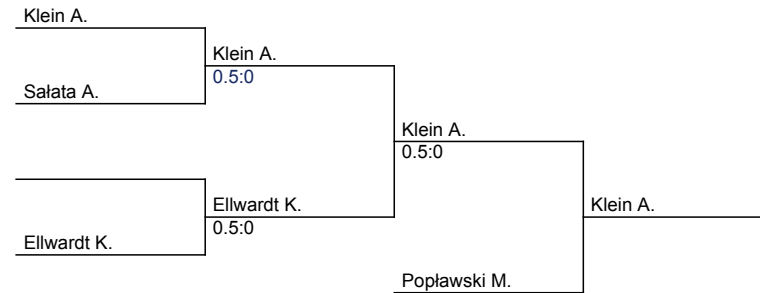 Klein A.
Klein A.
0.5:0
Sałata A.
Klein A.
0.5:0
Ellwardt K.
Klein A.
0.5:0
Ellwardt K.
Popławski M.